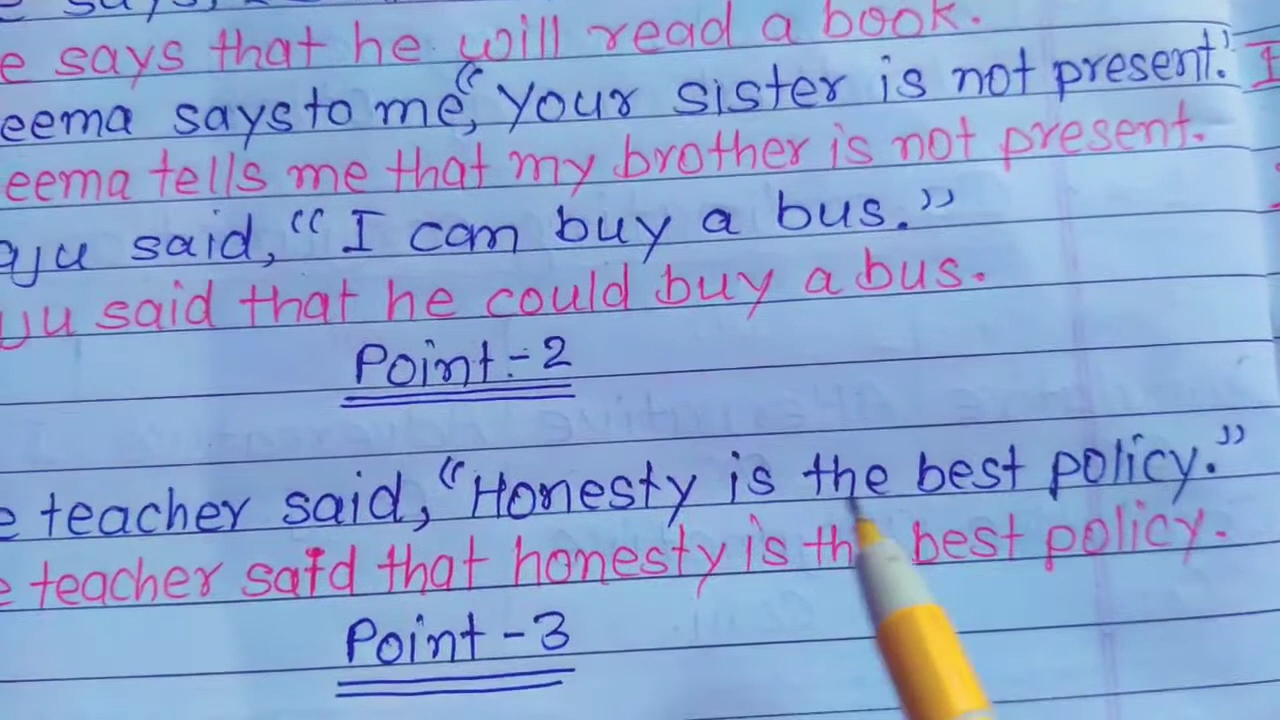 e says that he will read a book.
eema says to me, "Your sister is not present."
eema tells me that my brother is not present.
aju said, "I can buy a bus."
said that he could buy a bus.
Point:-2
e teacher said, "Honesty is the best policy."
e teacher said that honesty is th best policy.
Point -3